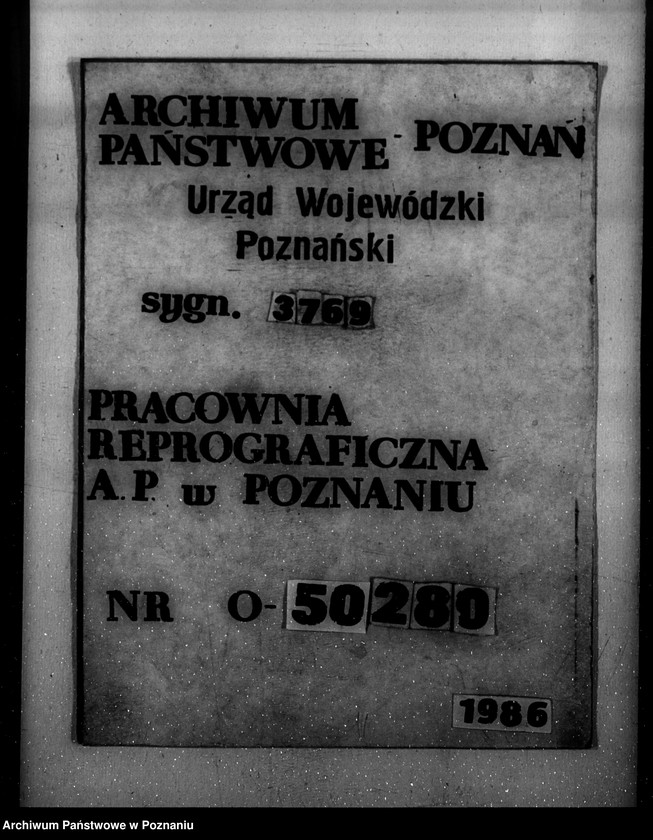 ARCHIWUM
PAŃSTWOWE - POZNAŃ
Urząd Wojewódzki
Poznański
sygn. 3769
PRACOWNIA
REPROGRAFICZNA
A.P. w POZNANIU
NR O-50280
1986
Archiwum Państwowe w Poznaniu